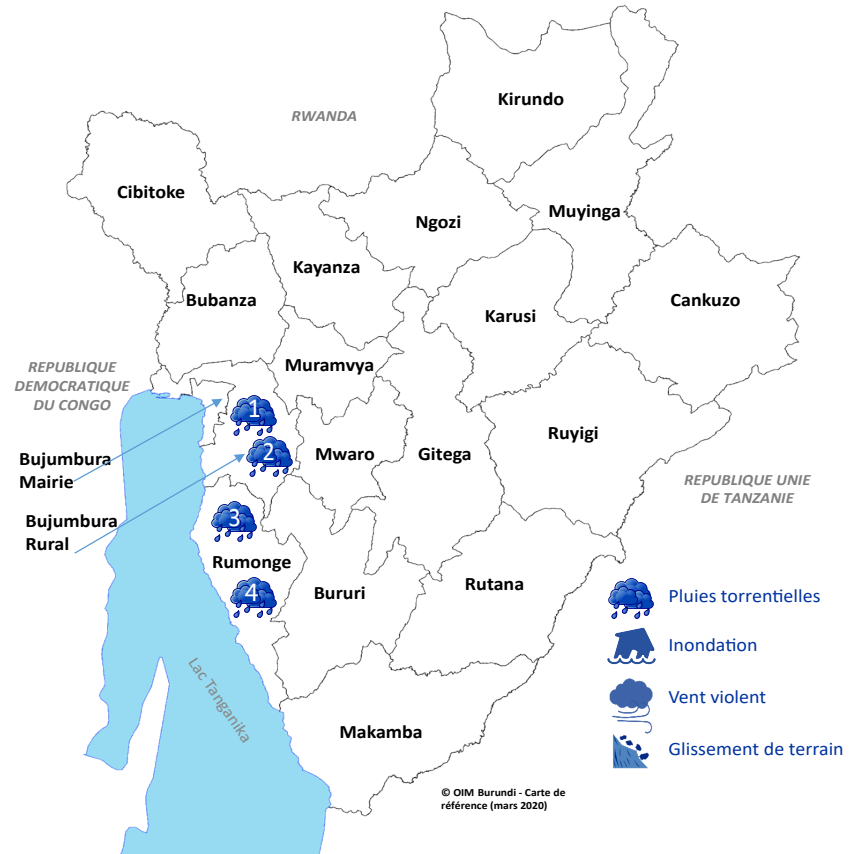 Kirundo
RWANDA
Cibitoke
Ngozi
Muyinga
Kayanza
Bubanza
Cankuzo
Karusi
REPUBLIQUE
DEMOCRATIQUE
DU CONGO
Muramvya
1
Ruyigi
2
Mwaro
Gitega
Bujumbura
Mairie
REPUBLIQUE UNIE
DE TANZANIE
Bujumbura
Rural
3
Rumonge
4
Bururi
Rutana
Pluies torrentielles
Inondation
Lac Tanganika
Vent violent
Makamba
Glissement de terrain
© OIM Burundi - Carte de
référence (mars 2020)